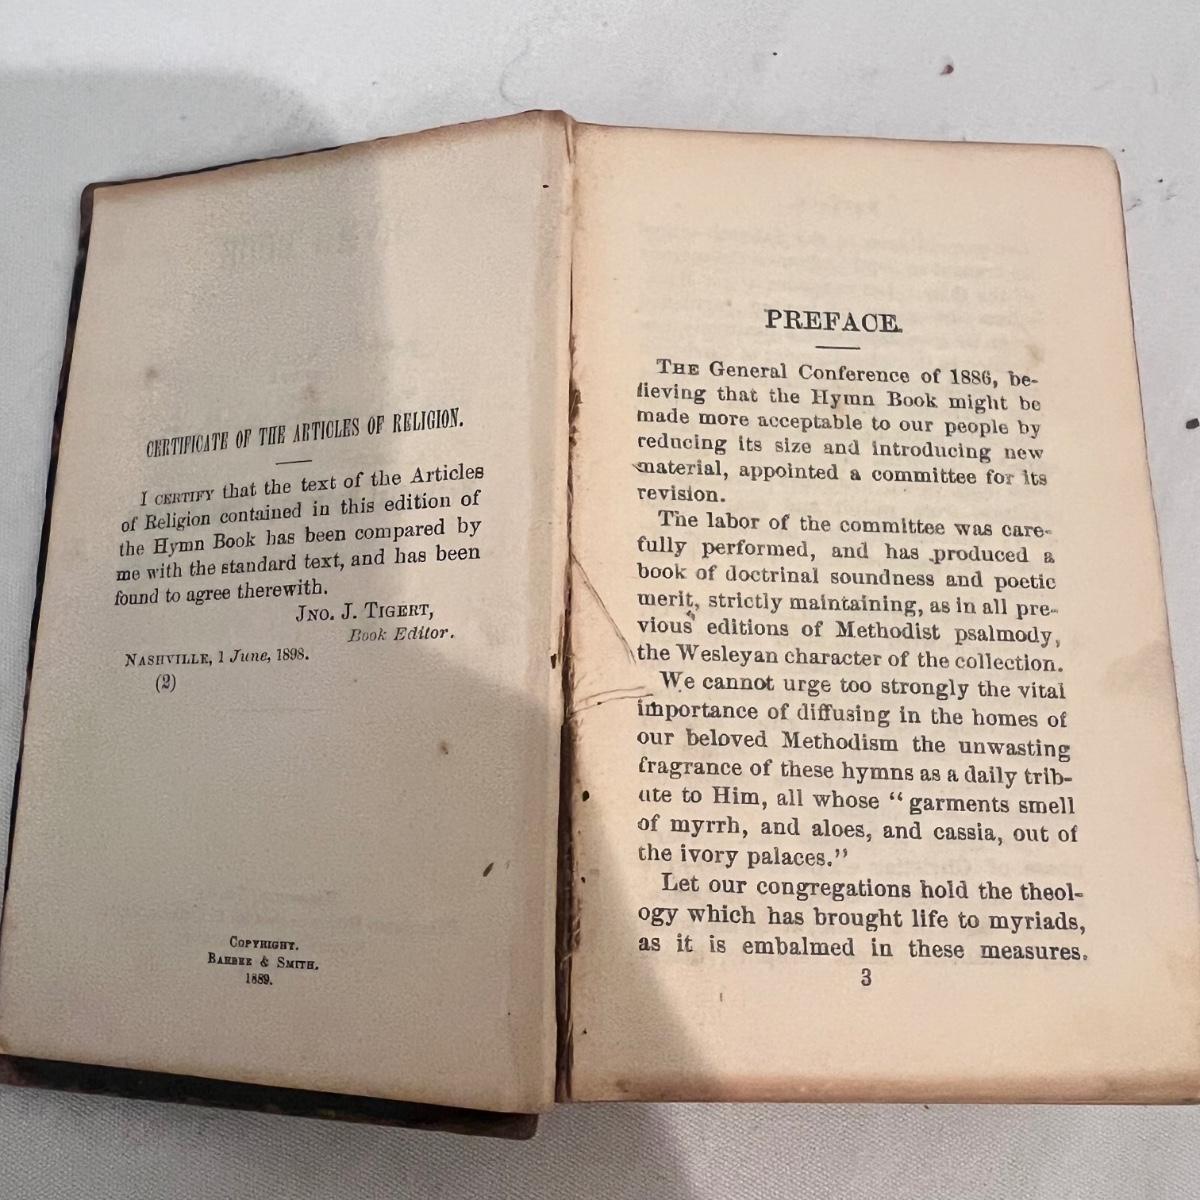 CERTIFICATE OF THE ARTICLES OF RELIGION.
I CERTIFY that the text of the Articles
of Religion contained in this edition of
the Hymn Book has been compared by
me with the standard text, and has been
found to agree therewith.
JNO. J. TIGERT,
Book Editor.
NASHVILLE, 1 June, 1898.
(2)
COPYRIGHT.
BARBEE & SMITH.
1889.
PREFACE.
THE General Conference of 1886, be-
lieving that the Hymn Book might be
made more acceptable to our people by
reducing its size and introducing new
material, appointed a committee for its
revision.
The labor of the committee was care-
fully performed, and has produced a
book of doctrinal soundness and poetic
merit, strictly maintaining, as in all pre-
vious editions of Methodist psalmody,
the Wesleyan character of the collection.
We cannot urge too strongly the vital
importance of diffusing in the homes of
our beloved Methodism the unwasting
fragrance of these hymns as a daily trib-
ute to Him, all whose "garments smell
of myrrh, and aloes, and cassia, out of
the ivory palaces."
Let our congregations hold the theol-
ogy which has brought life to myriads,
as it is embalmed in these measures.
3